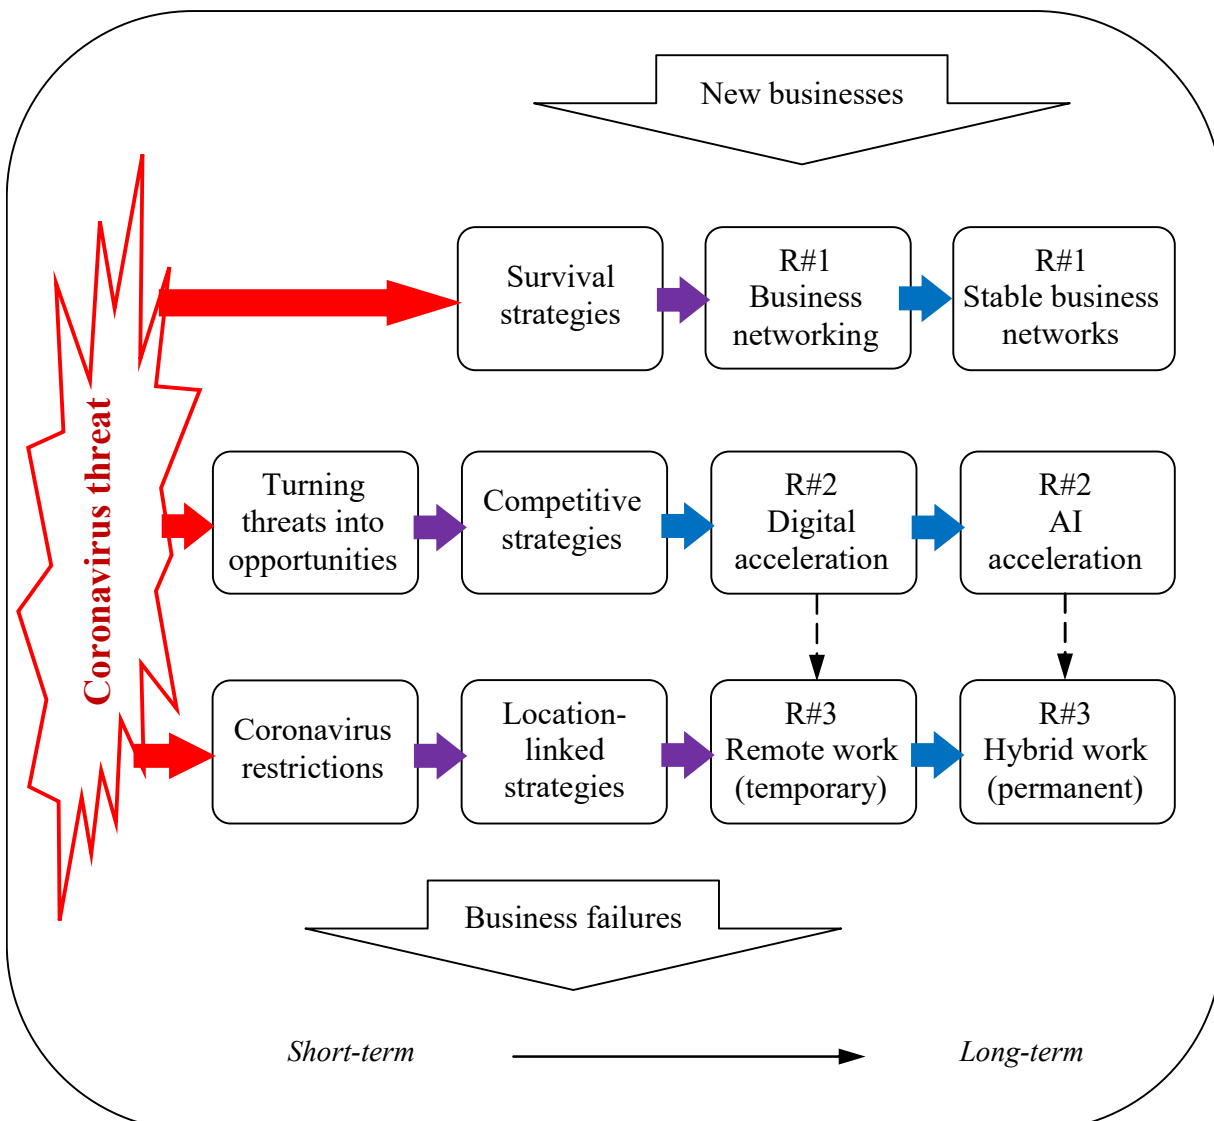 New businesses
Coronavirus threat
Survival
strategies
R#1
Business
networking
R#1
Stable business
networks
Turning
threats into
opportunities
Competitive
strategies
R#2
Digital
acceleration
R#2
AI
acceleration
Coronavirus
restrictions
Location-
linked
strategies
R#3
Remote work
(temporary)
R#3
Hybrid work
(permanent)
Business failures
Short-term
Long-term